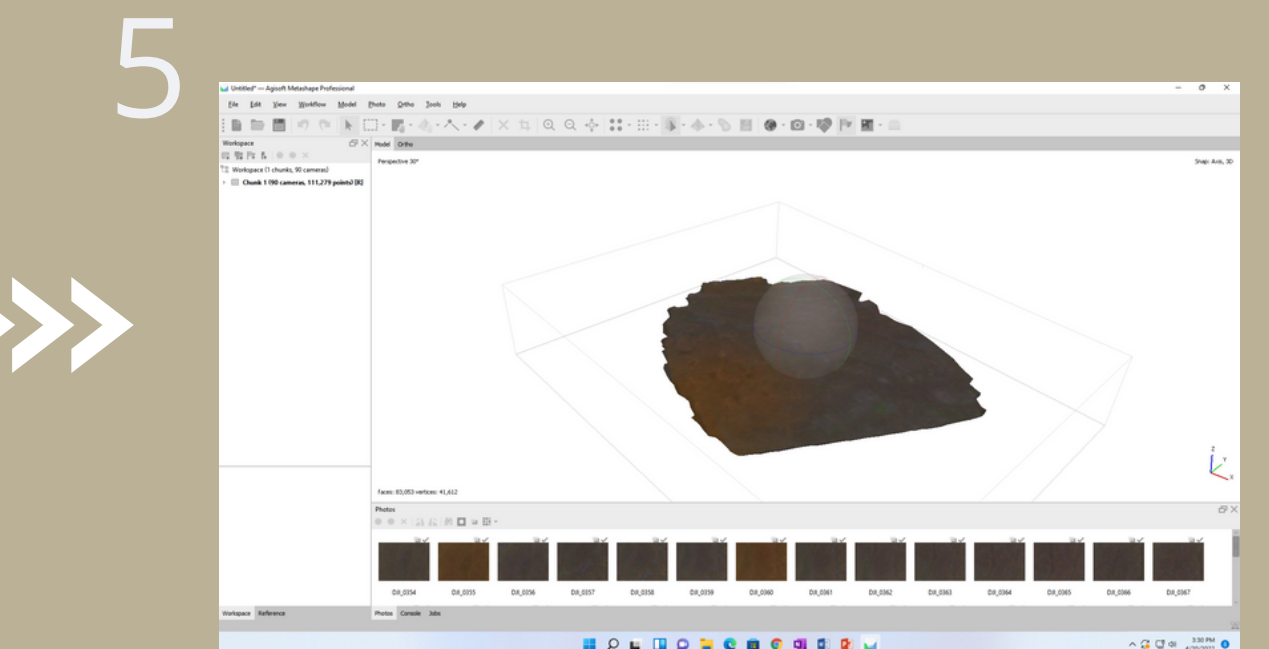 5
Untitled* — Agisoft Metashape Professional
File Edit View Workflow Model Photo Ortho Tools Help
Workspace
Model Ortho
Workspace (1 chunks, 90 cameras)
Perspective 30°
Snap: Axis, 3D
Chunk 1 (90 cameras, 111,279 points) [R]
Z
Y
X
Faces: 83,053 vertices: 41,612
Photos
DJI_0354 DJI_0355 DJI_0356 DJI_0357 DJI_0358 DJI_0359 DJI_0360 DJI_0361 DJI_0362 DJI_0363 DJI_0364 DJI_0365 DJI_0366 DJI_0367
Workspace Reference
Photos Console Jobs
3:30 PM
4/20/2022